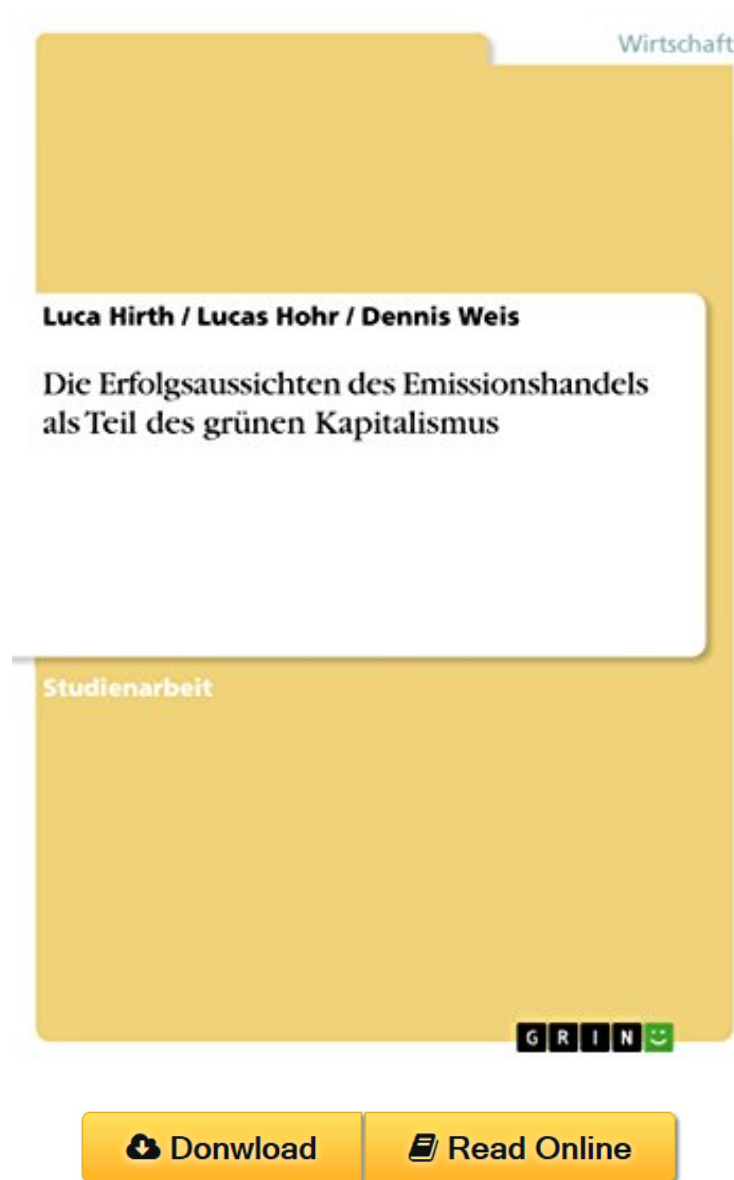 Wirtschaft
Luca Hirth / Lucas Hohr / Dennis Weis
Die Erfolgsaussichten des Emissionshandels
als Teil des grünen Kapitalismus
Studienarbeit
GRIN
Donwload Read Online